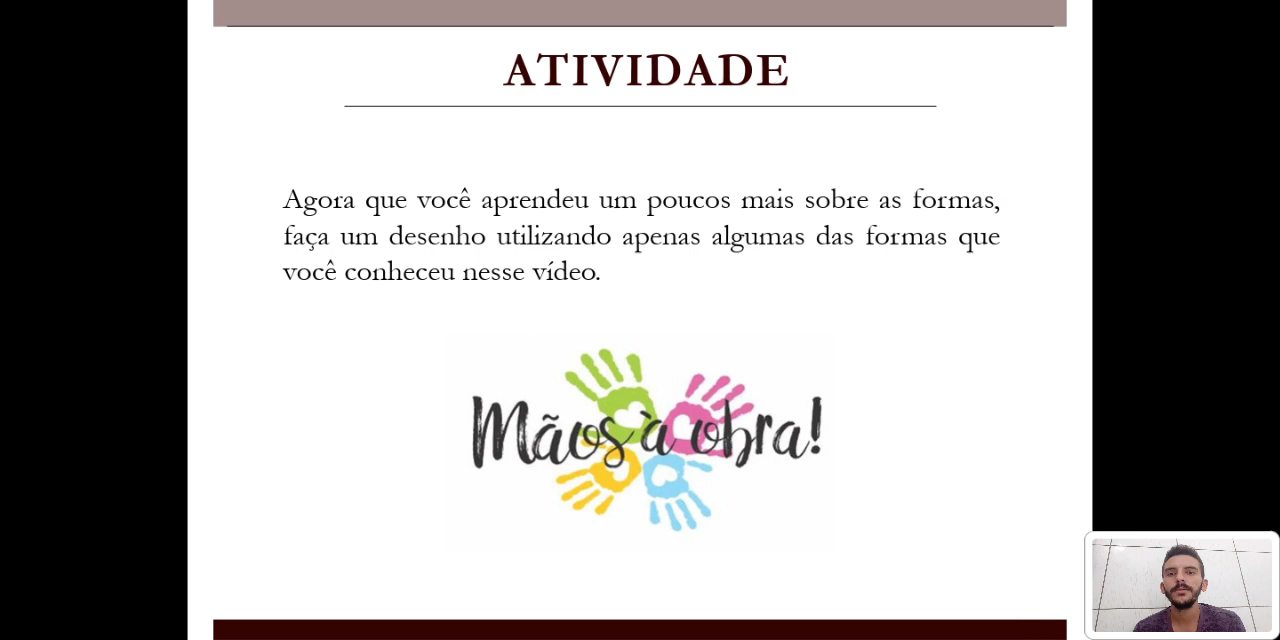 ATIVIDADE
Agora que você aprendeu um poucos mais sobre as formas,
faça um desenho utilizando apenas algumas das formas que
você conheceu nesse vídeo.
Mãos à obra!